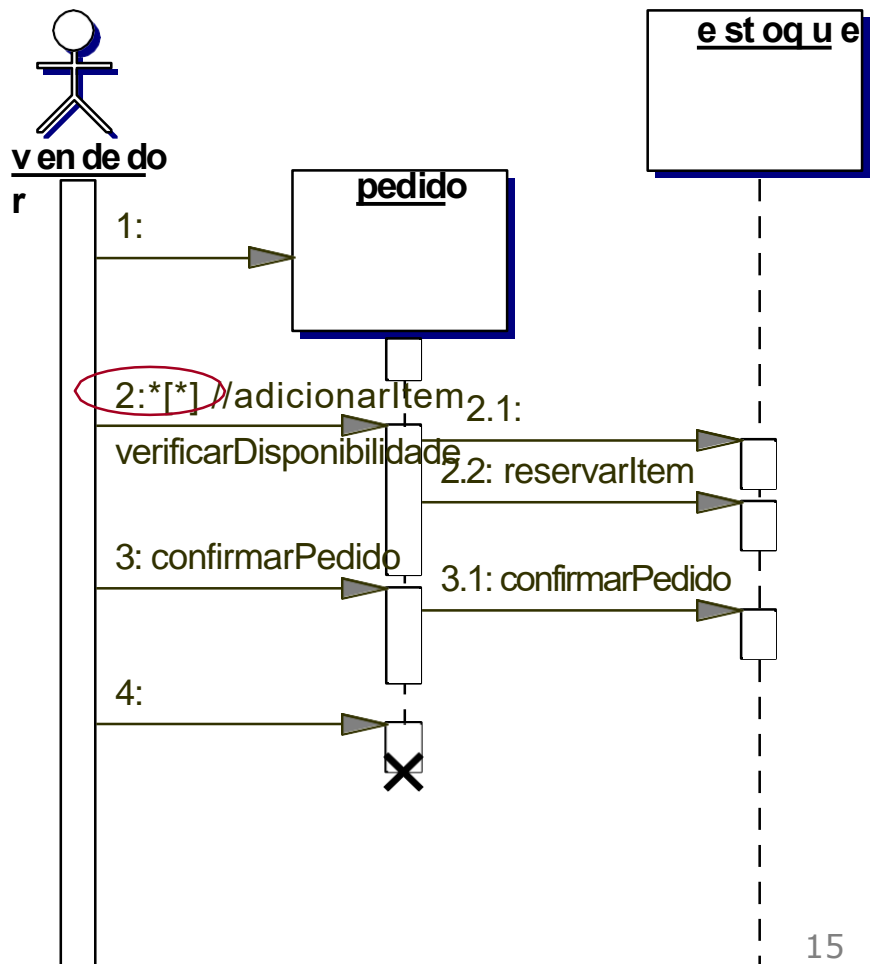 e st oq u e
v en de do
r
pedido
1:
2:*[*] //adicionarItem
2.1:
verificarDisponibilidade
2.2: reservarItem
3: confirmarPedido
3.1: confirmarPedido
4:
15